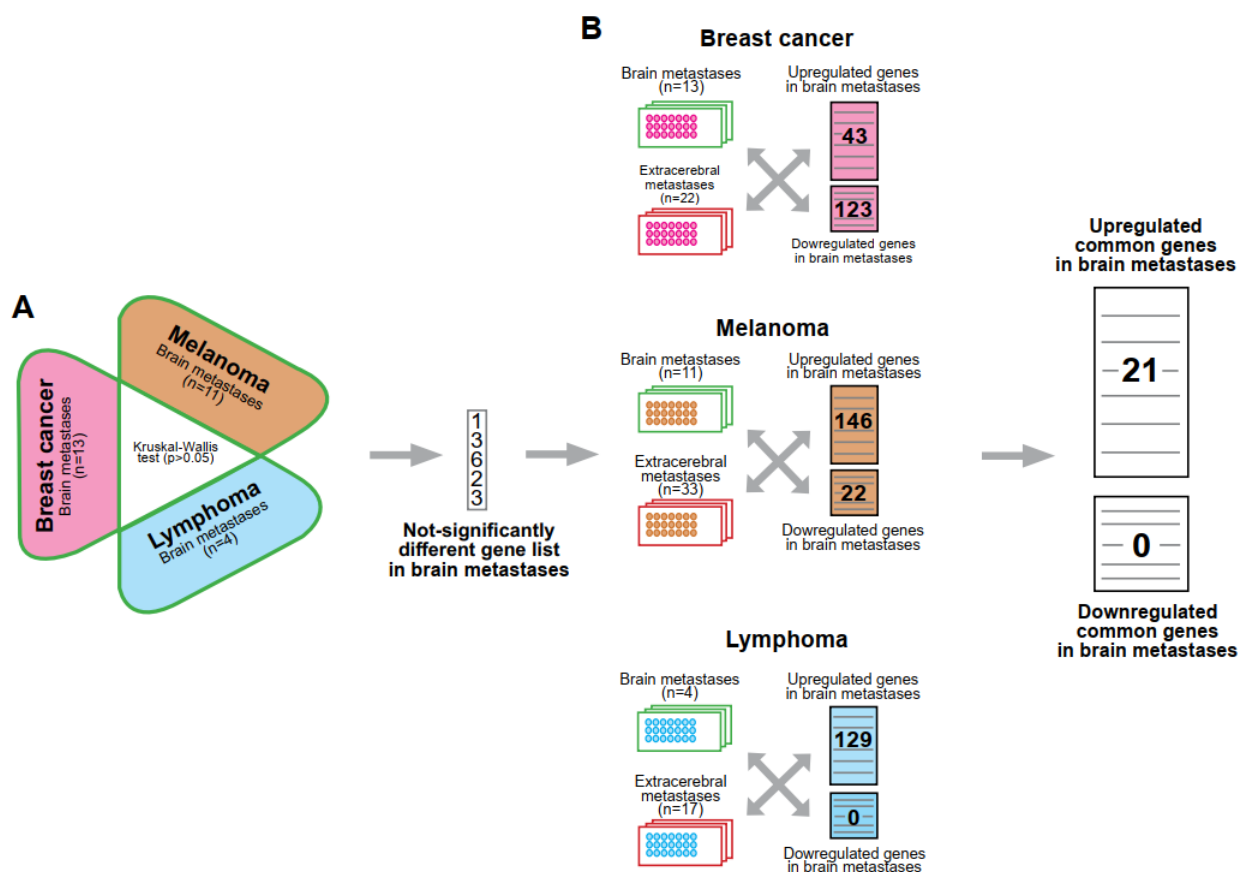 A
Breast cancer
Brain metastases
(n=13)
Melanoma
Brain metastases
(n=11)
Kruskal-Wallis
test (p>0.05)
Lymphoma
Brain metastases
(n=4)
1
3
6
2
3
Not-significantly
different gene list
in brain metastases
B
Breast cancer
Brain metastases
(n=13)
Extracerebral
metastases
(n=22)
Upregulated genes
in brain metastases
43
123
Dowregulated genes
in brain metastases
Melanoma
Brain metastases
(n=11)
Extracerebral
metastases
(n=33)
Upregulated genes
in brain metastases
146
22
Dowregulated genes
in brain metastases
Lymphoma
Brain metastases
(n=4)
Extracerebral
metastases
(n=17)
Upregulated genes
in brain metastases
129
0
Dowregulated genes
in brain metastases
Upregulated
common genes
in brain metastases
21
0
Downregulated
common genes
in brain metastases